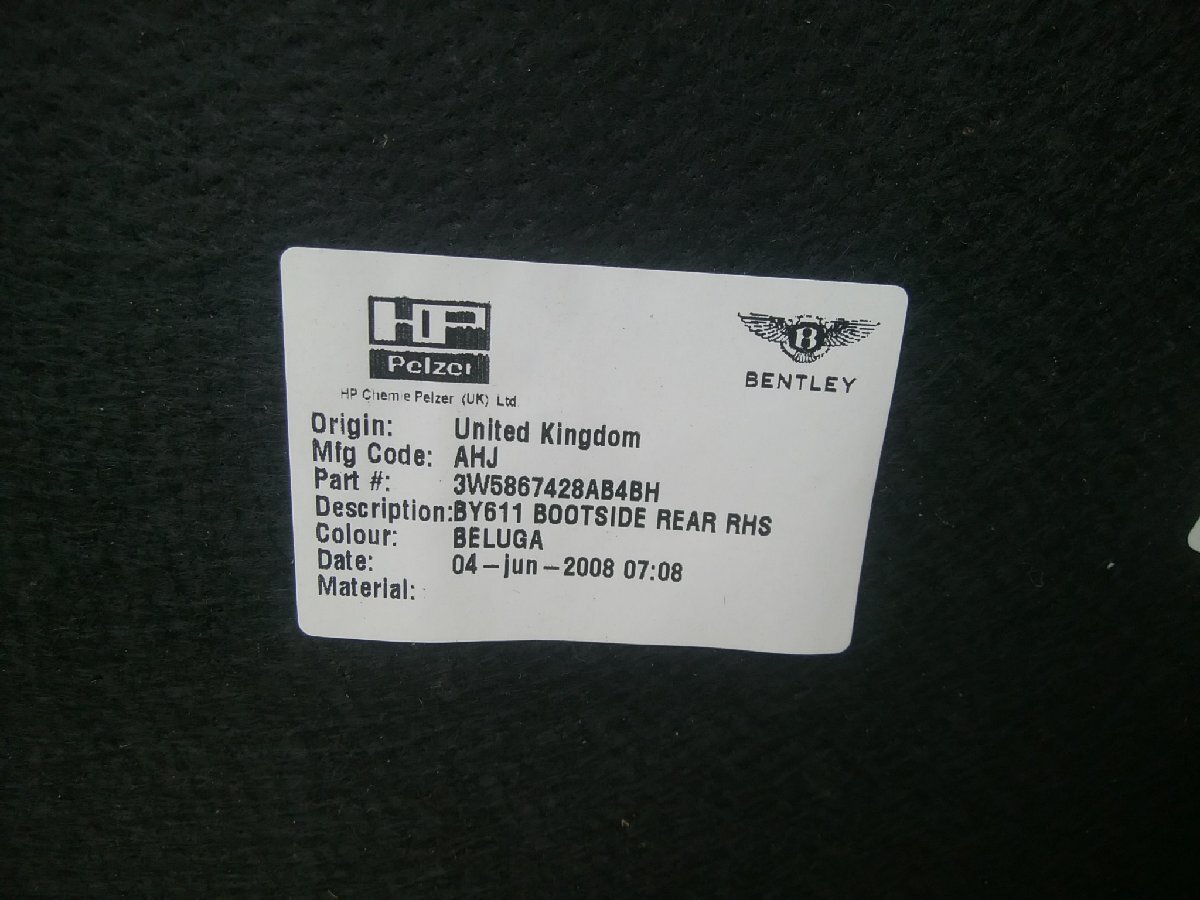 HP
Pelzer
HP Chemie Pelzer (UK) Ltd.
B
BENTLEY
Origin: United Kingdom
Mfg Code: AHJ
Part #: 3W5867428AB4BH
Description: BY611 BOOTSIDE REAR RHS
Colour: BELUGA
Date: 04-jun-2008 07:08
Material: